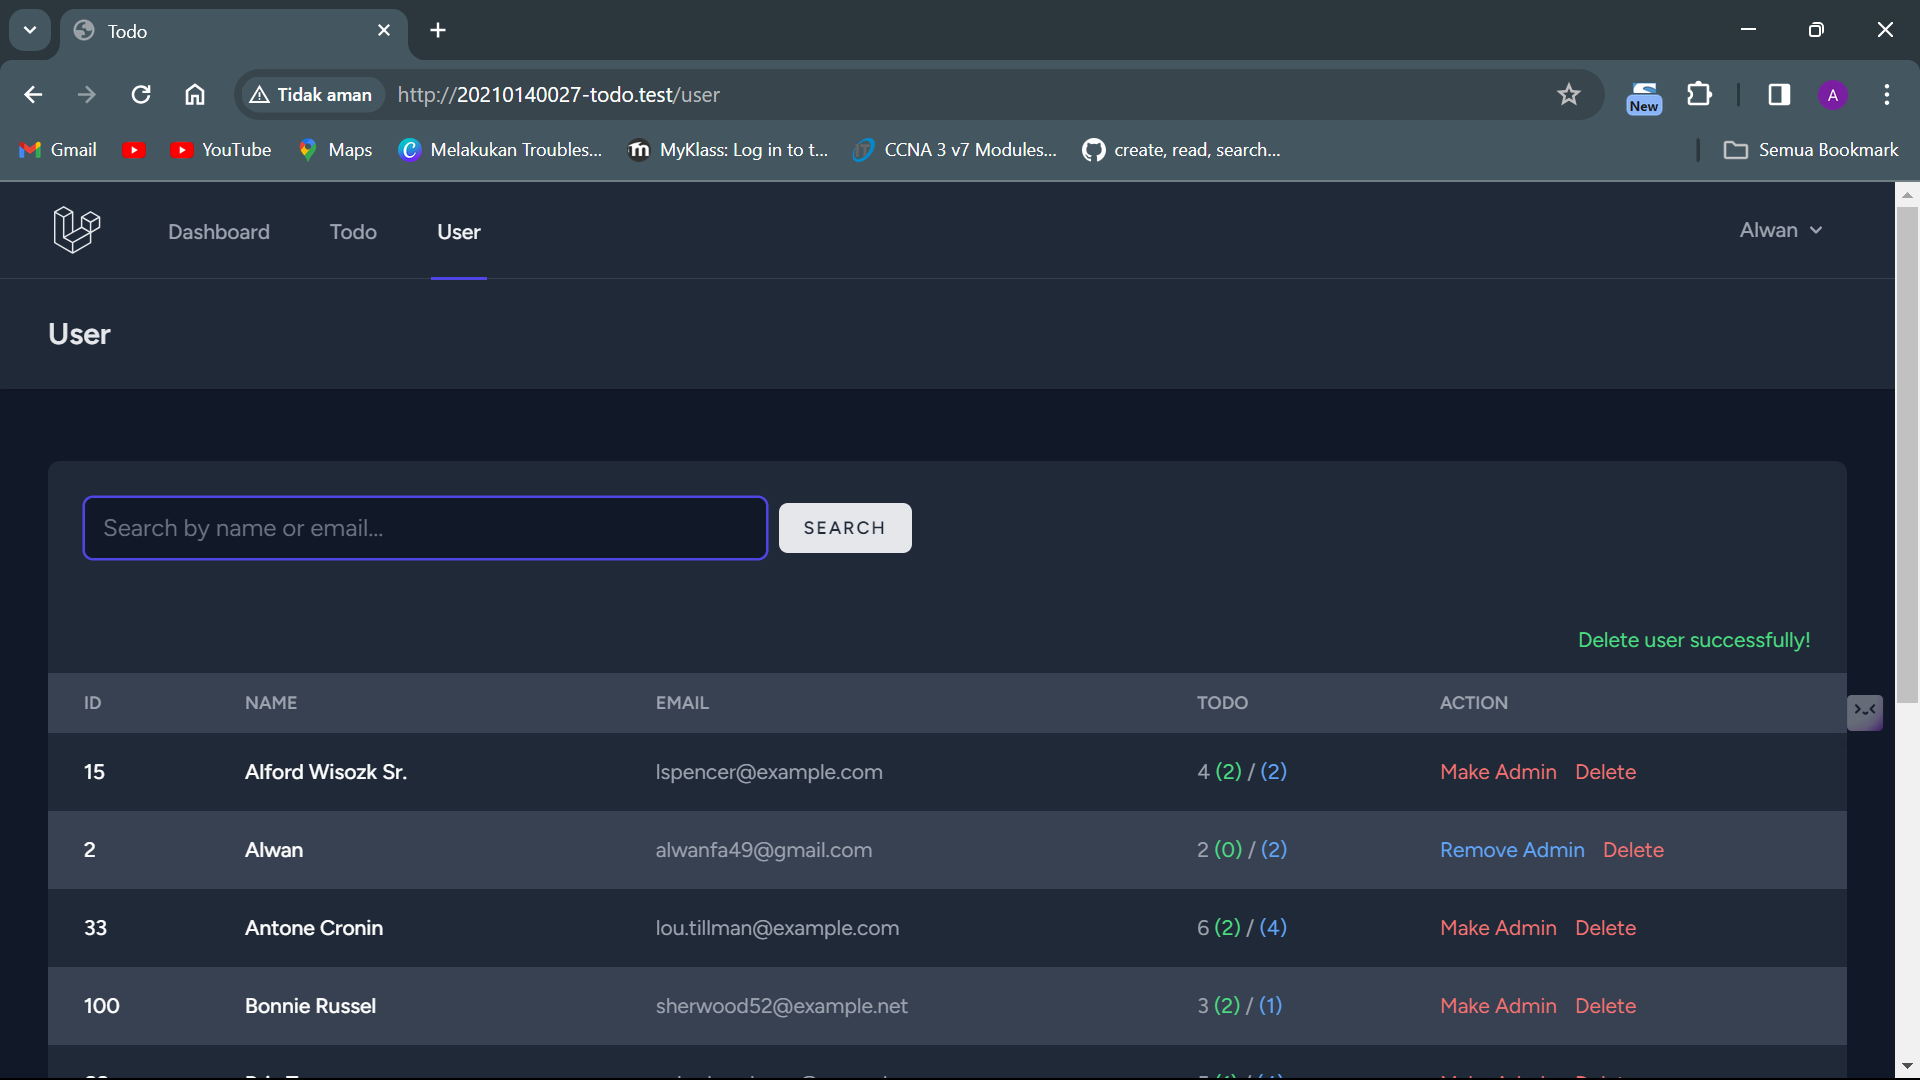 Todo
Tidak aman http://20210140027-todo.test/user
New
A
Gmail YouTube Maps Melakukan Troubles... MyKlass: Log in to t... CCNA 3 v7 Modules... create, read, search... Semua Bookmark
Dashboard Todo User Alwan
User
Search by name or email... SEARCH
Delete user successfully!
ID NAME EMAIL TODO ACTION
15 Alford Wisozk Sr. lspencer@example.com 4 (2) / (2) Make Admin Delete
2 Alwan alwanfa49@gmail.com 2 (0) / (2) Remove Admin Delete
33 Antone Cronin lou.tillman@example.com 6 (2) / (4) Make Admin Delete
100 Bonnie Russel sherwood52@example.net 3 (2) / (1) Make Admin Delete